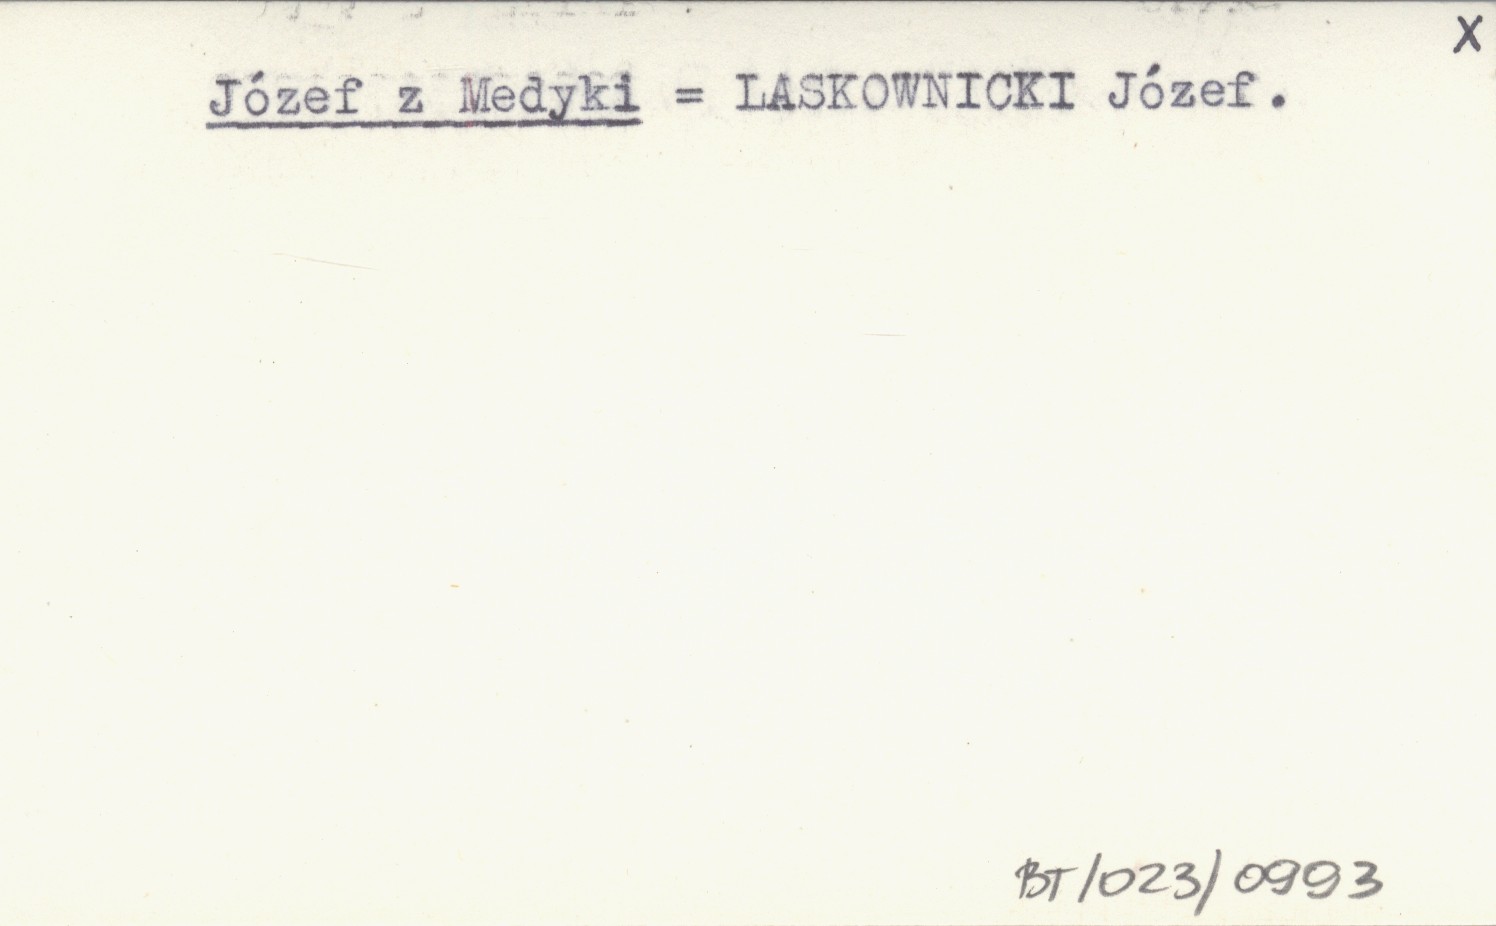 X
Józef z Medyki = LASKOWNICKI Józef.
BT/023/0993